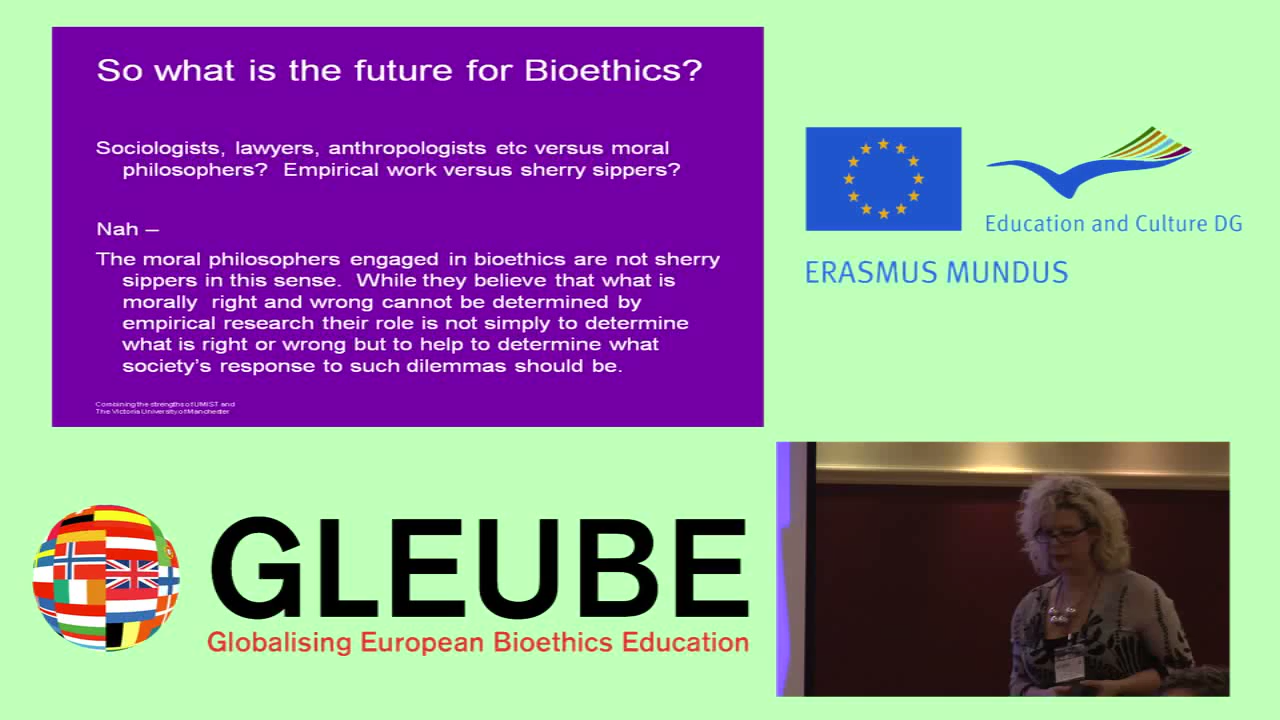 So what is the future for Bioethics?
Sociologists, lawyers, anthropologists etc versus moral
philosophers? Empirical work versus sherry sippers?
Nah –
The moral philosophers engaged in bioethics are not sherry
sippers in this sense. While they believe that what is
morally right and wrong cannot be determined by
empirical research their role is not simply to determine
what is right or wrong but to help to determine what
society's response to such dilemmas should be.
Combining the strengths of UMIST and
The Victoria University of Manchester
Education and Culture DG
ERASMUS MUNDUS
GLEUBE
Globalising European Bioethics Education